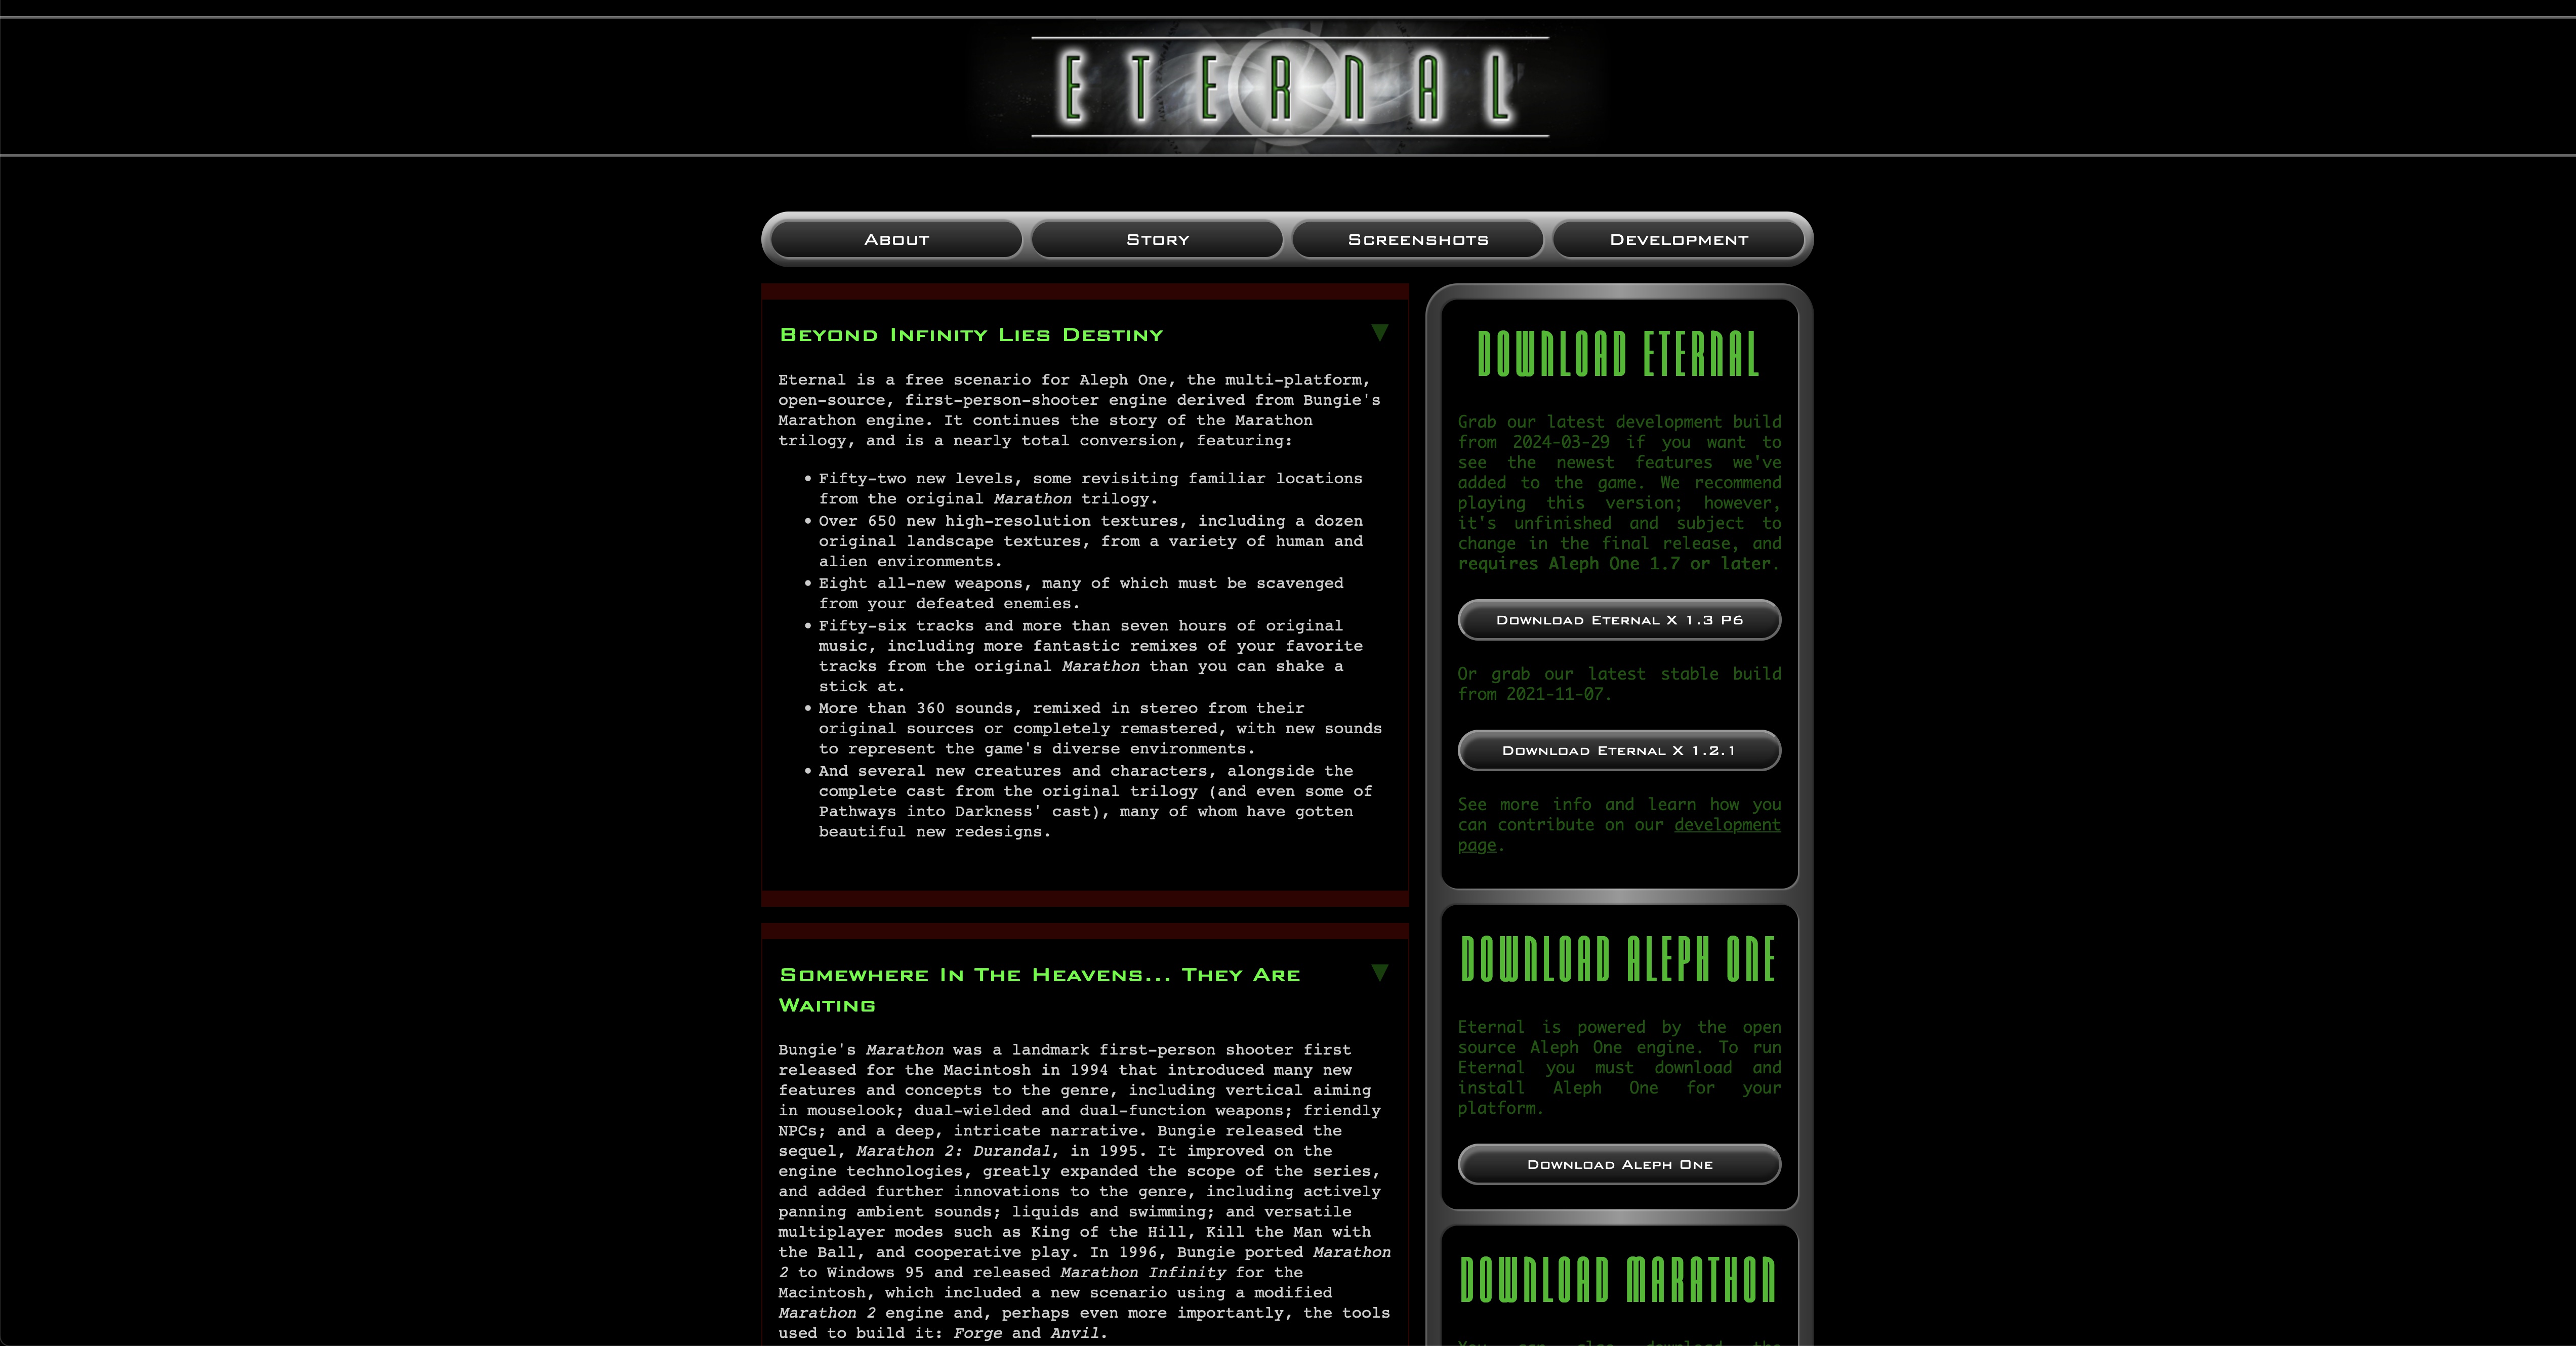 ETERNAL
About
Story
Screenshots
Development
Beyond Infinity Lies Destiny
Eternal is a free scenario for Aleph One, the multi-platform,
open-source, first-person-shooter engine derived from Bungie's
Marathon engine. It continues the story of the Marathon
trilogy, and is a nearly total conversion, featuring:
• Fifty-two new levels, some revisiting familiar locations
from the original Marathon trilogy.
• Over 650 new high-resolution textures, including a dozen
original landscape textures, from a variety of human and
alien environments.
• Eight all-new weapons, many of which must be scavenged
from your defeated enemies.
• Fifty-six tracks and more than seven hours of original
music, including more fantastic remixes of your favorite
tracks from the original Marathon than you can shake a
stick at.
• More than 360 sounds, remixed in stereo from their
original sources or completely remastered, with new sounds
to represent the game's diverse environments.
• And several new creatures and characters, alongside the
complete cast from the original trilogy (and even some of
Pathways into Darkness' cast), many of whom have gotten
beautiful new redesigns.
Somewhere In The Heavens... They Are
Waiting
Bungie's Marathon was a landmark first-person shooter first
released for the Macintosh in 1994 that introduced many new
features and concepts to the genre, including vertical aiming
in mouselook; dual-wielded and dual-function weapons; friendly
NPCs; and a deep, intricate narrative. Bungie released the
sequel, Marathon 2: Durandal, in 1995. It improved on the
engine technologies, greatly expanded the scope of the series,
and added further innovations to the genre, including actively
panning ambient sounds; liquids and swimming; and versatile
multiplayer modes such as King of the Hill, Kill the Man with
the Ball, and cooperative play. In 1996, Bungie ported Marathon
2 to Windows 95 and released Marathon Infinity for the
Macintosh, which included a new scenario using a modified
Marathon 2 engine and, perhaps even more importantly, the tools
used to build it: Forge and Anvil.
DOWNLOAD ETERNAL
Grab our latest development build
from 2024-03-29 if you want to
see the newest features we've
added to the game. We recommend
playing this version; however,
it's unfinished and subject to
change in the final release, and
requires Aleph One 1.7 or later.
Download Eternal X 1.3 P6
Or grab our latest stable build
from 2021-11-07.
Download Eternal X 1.2.1
See more info and learn how you
can contribute on our development
page.
DOWNLOAD ALEPH ONE
Eternal is powered by the open
source Aleph One engine. To run
Eternal you must download and
install Aleph One for your
platform.
Download Aleph One
DOWNLOAD MARATHON
You can also download the